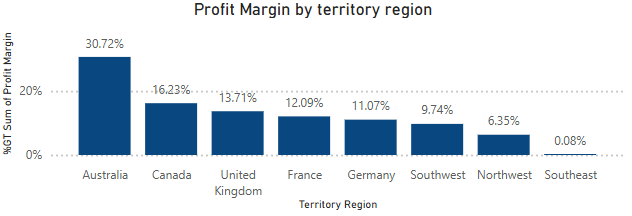 Profit Margin by territory region
%GT Sum of Profit Margin
20%
0%
30.72%
16.23%
13.71%
12.09%
11.07%
9.74%
6.35%
0.08%
Australia
Canada
United
Kingdom
France
Germany
Southwest
Northwest
Southeast
Territory Region